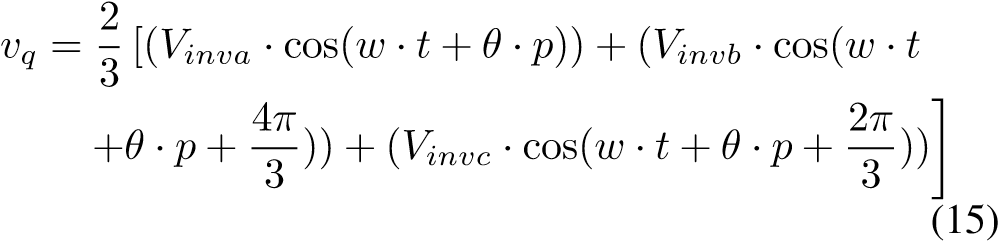 v_q = \frac{2}{3} [(V_{inva} \cdot \cos(w \cdot t + \theta \cdot p)) + (V_{invb} \cdot \cos(w \cdot t
+\theta \cdot p + \frac{4\pi}{3})) + (V_{invc} \cdot \cos(w \cdot t + \theta \cdot p + \frac{2\pi}{3}))]
(15)